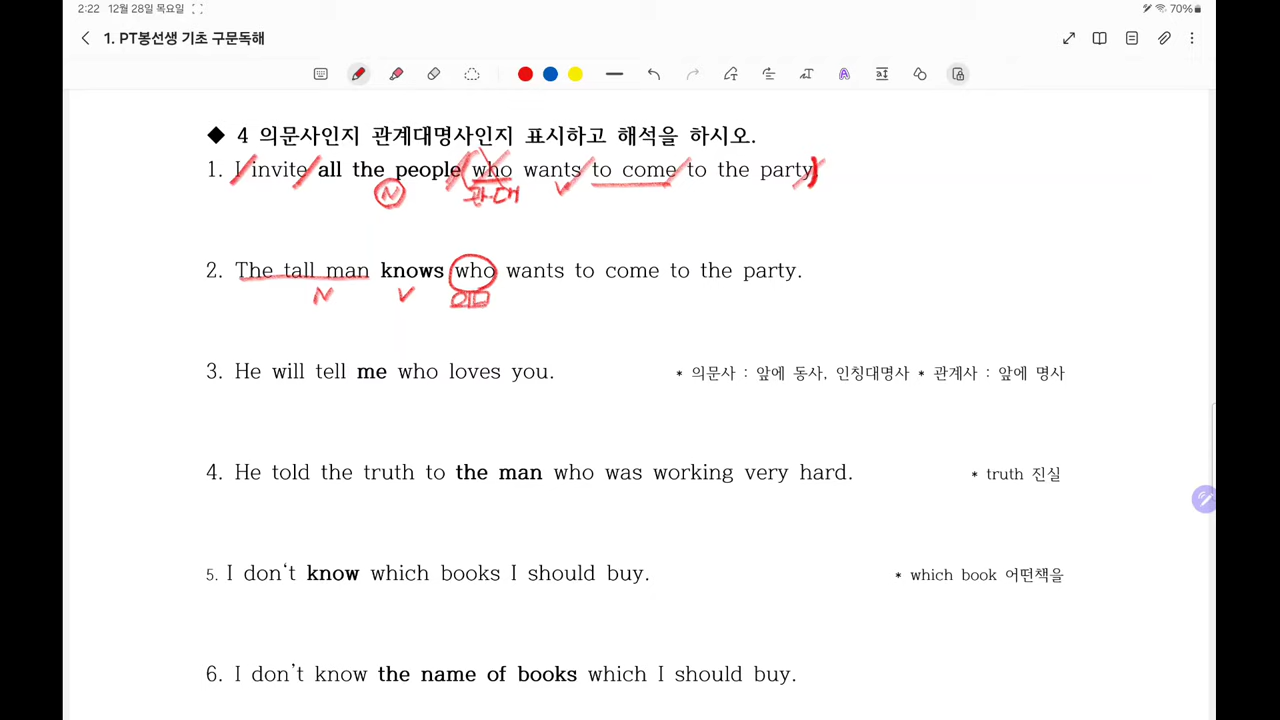 2:22 12월 28일 목요일 70%
1. PT봉선생 기초 구문독해
◆ 4 의문사인지 관계대명사인지 표시하고 해석을 하시오.
1. I invite all the people who wants to come to the party.
N 관·대
2. The tall man knows who wants to come to the party.
N V 의문
3. He will tell me who loves you. * 의문사 : 앞에 동사, 인칭대명사 * 관계사 : 앞에 명사
4. He told the truth to the man who was working very hard. * truth 진실
5. I don‘t know which books I should buy. * which book 어떤책을
6. I don’t know the name of books which I should buy.